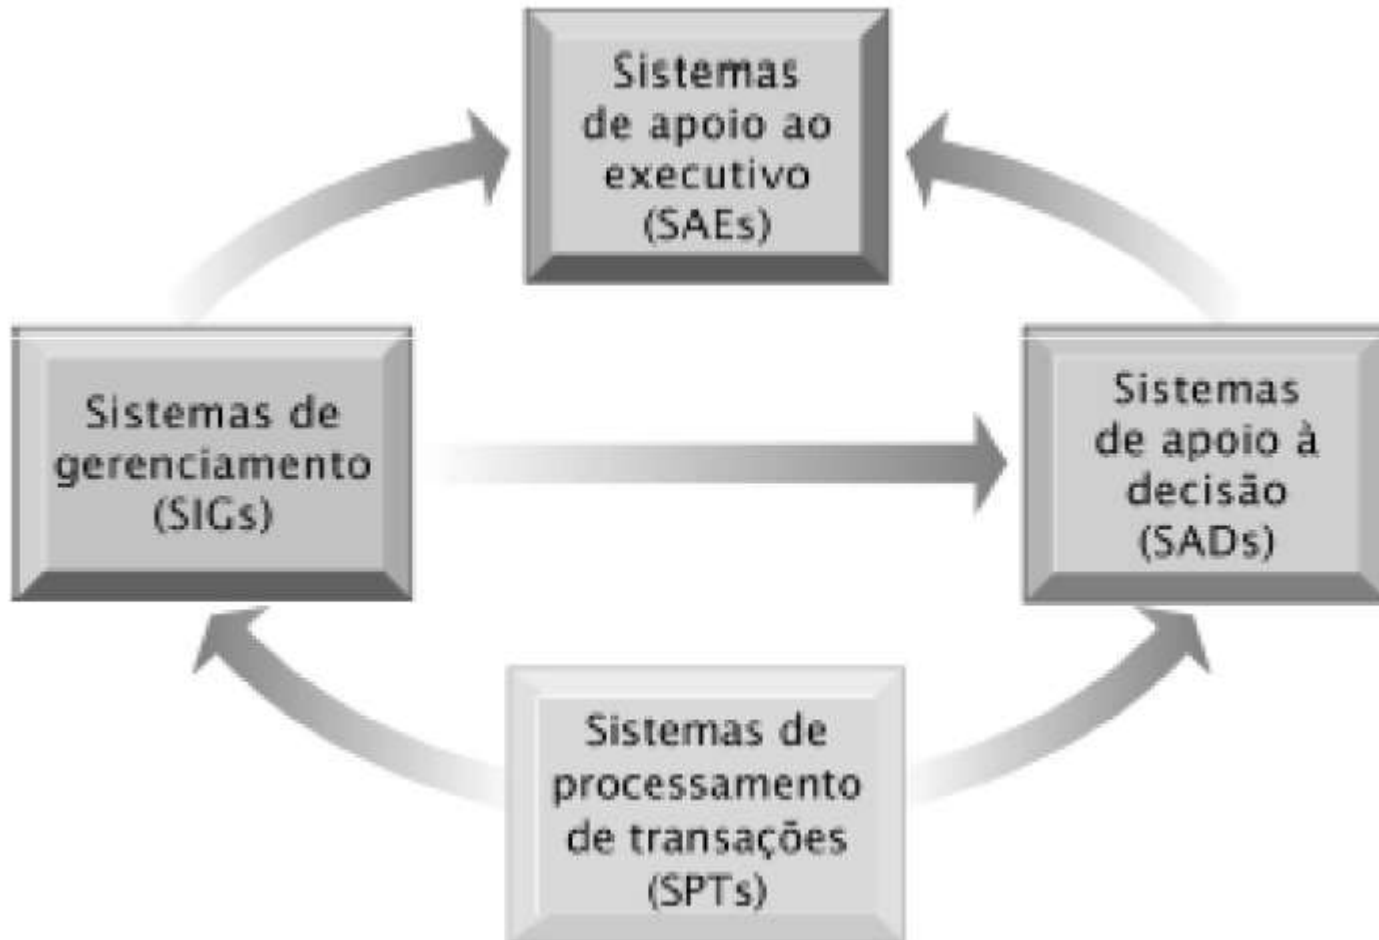 Sistemas
de apoio ao
executivo
(SAEs)
Sistemas de
gerenciamento
(SIGs)
Sistemas
de apoio à
decisão
(SADs)
Sistemas de
processamento
de transações
(SPTs)